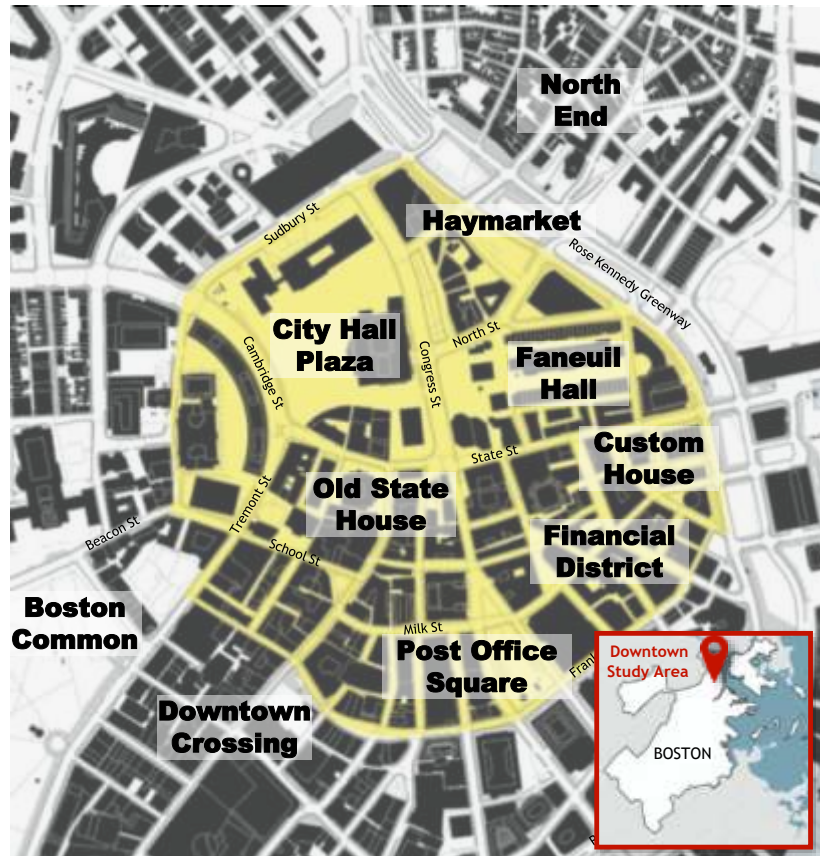 North
End
Haymarket
Sudbury St
Rose Kennedy Greenway
City Hall
Plaza
North St
Cambridge St
Congress St
Faneuil
Hall
Custom
House
State St
Old State
House
Tremont St
Beacon St
School St
Financial
District
Boston
Common
Milk St
Post Office
Square
Downtown
Crossing
Downtown
Study Area
BOSTON